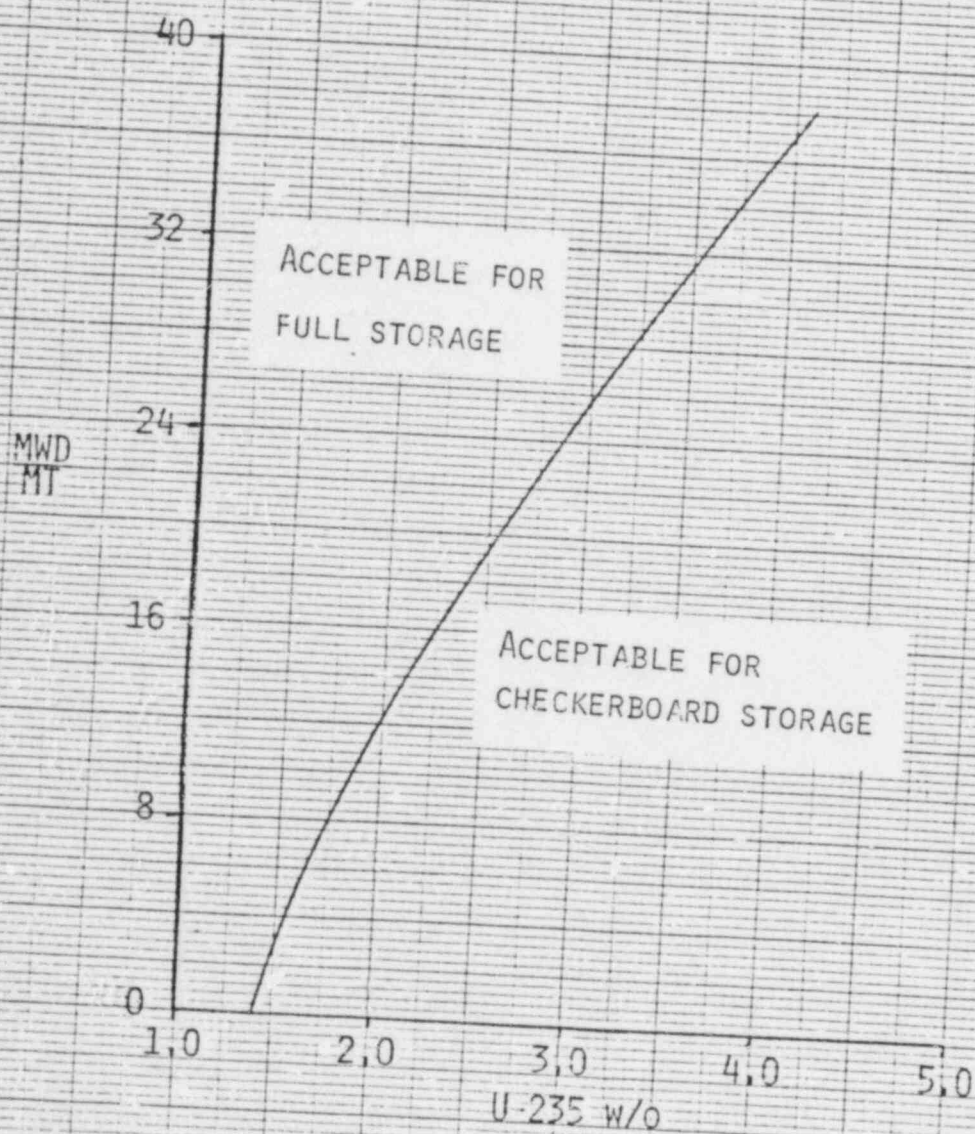 40
32
ACCEPTABLE FOR
FULL STORAGE
24
MWD
MT
16
ACCEPTABLE FOR
CHECKERBOARD STORAGE
8
0
1.0 2.0 3.0 4.0 5.0
U-235 W/O